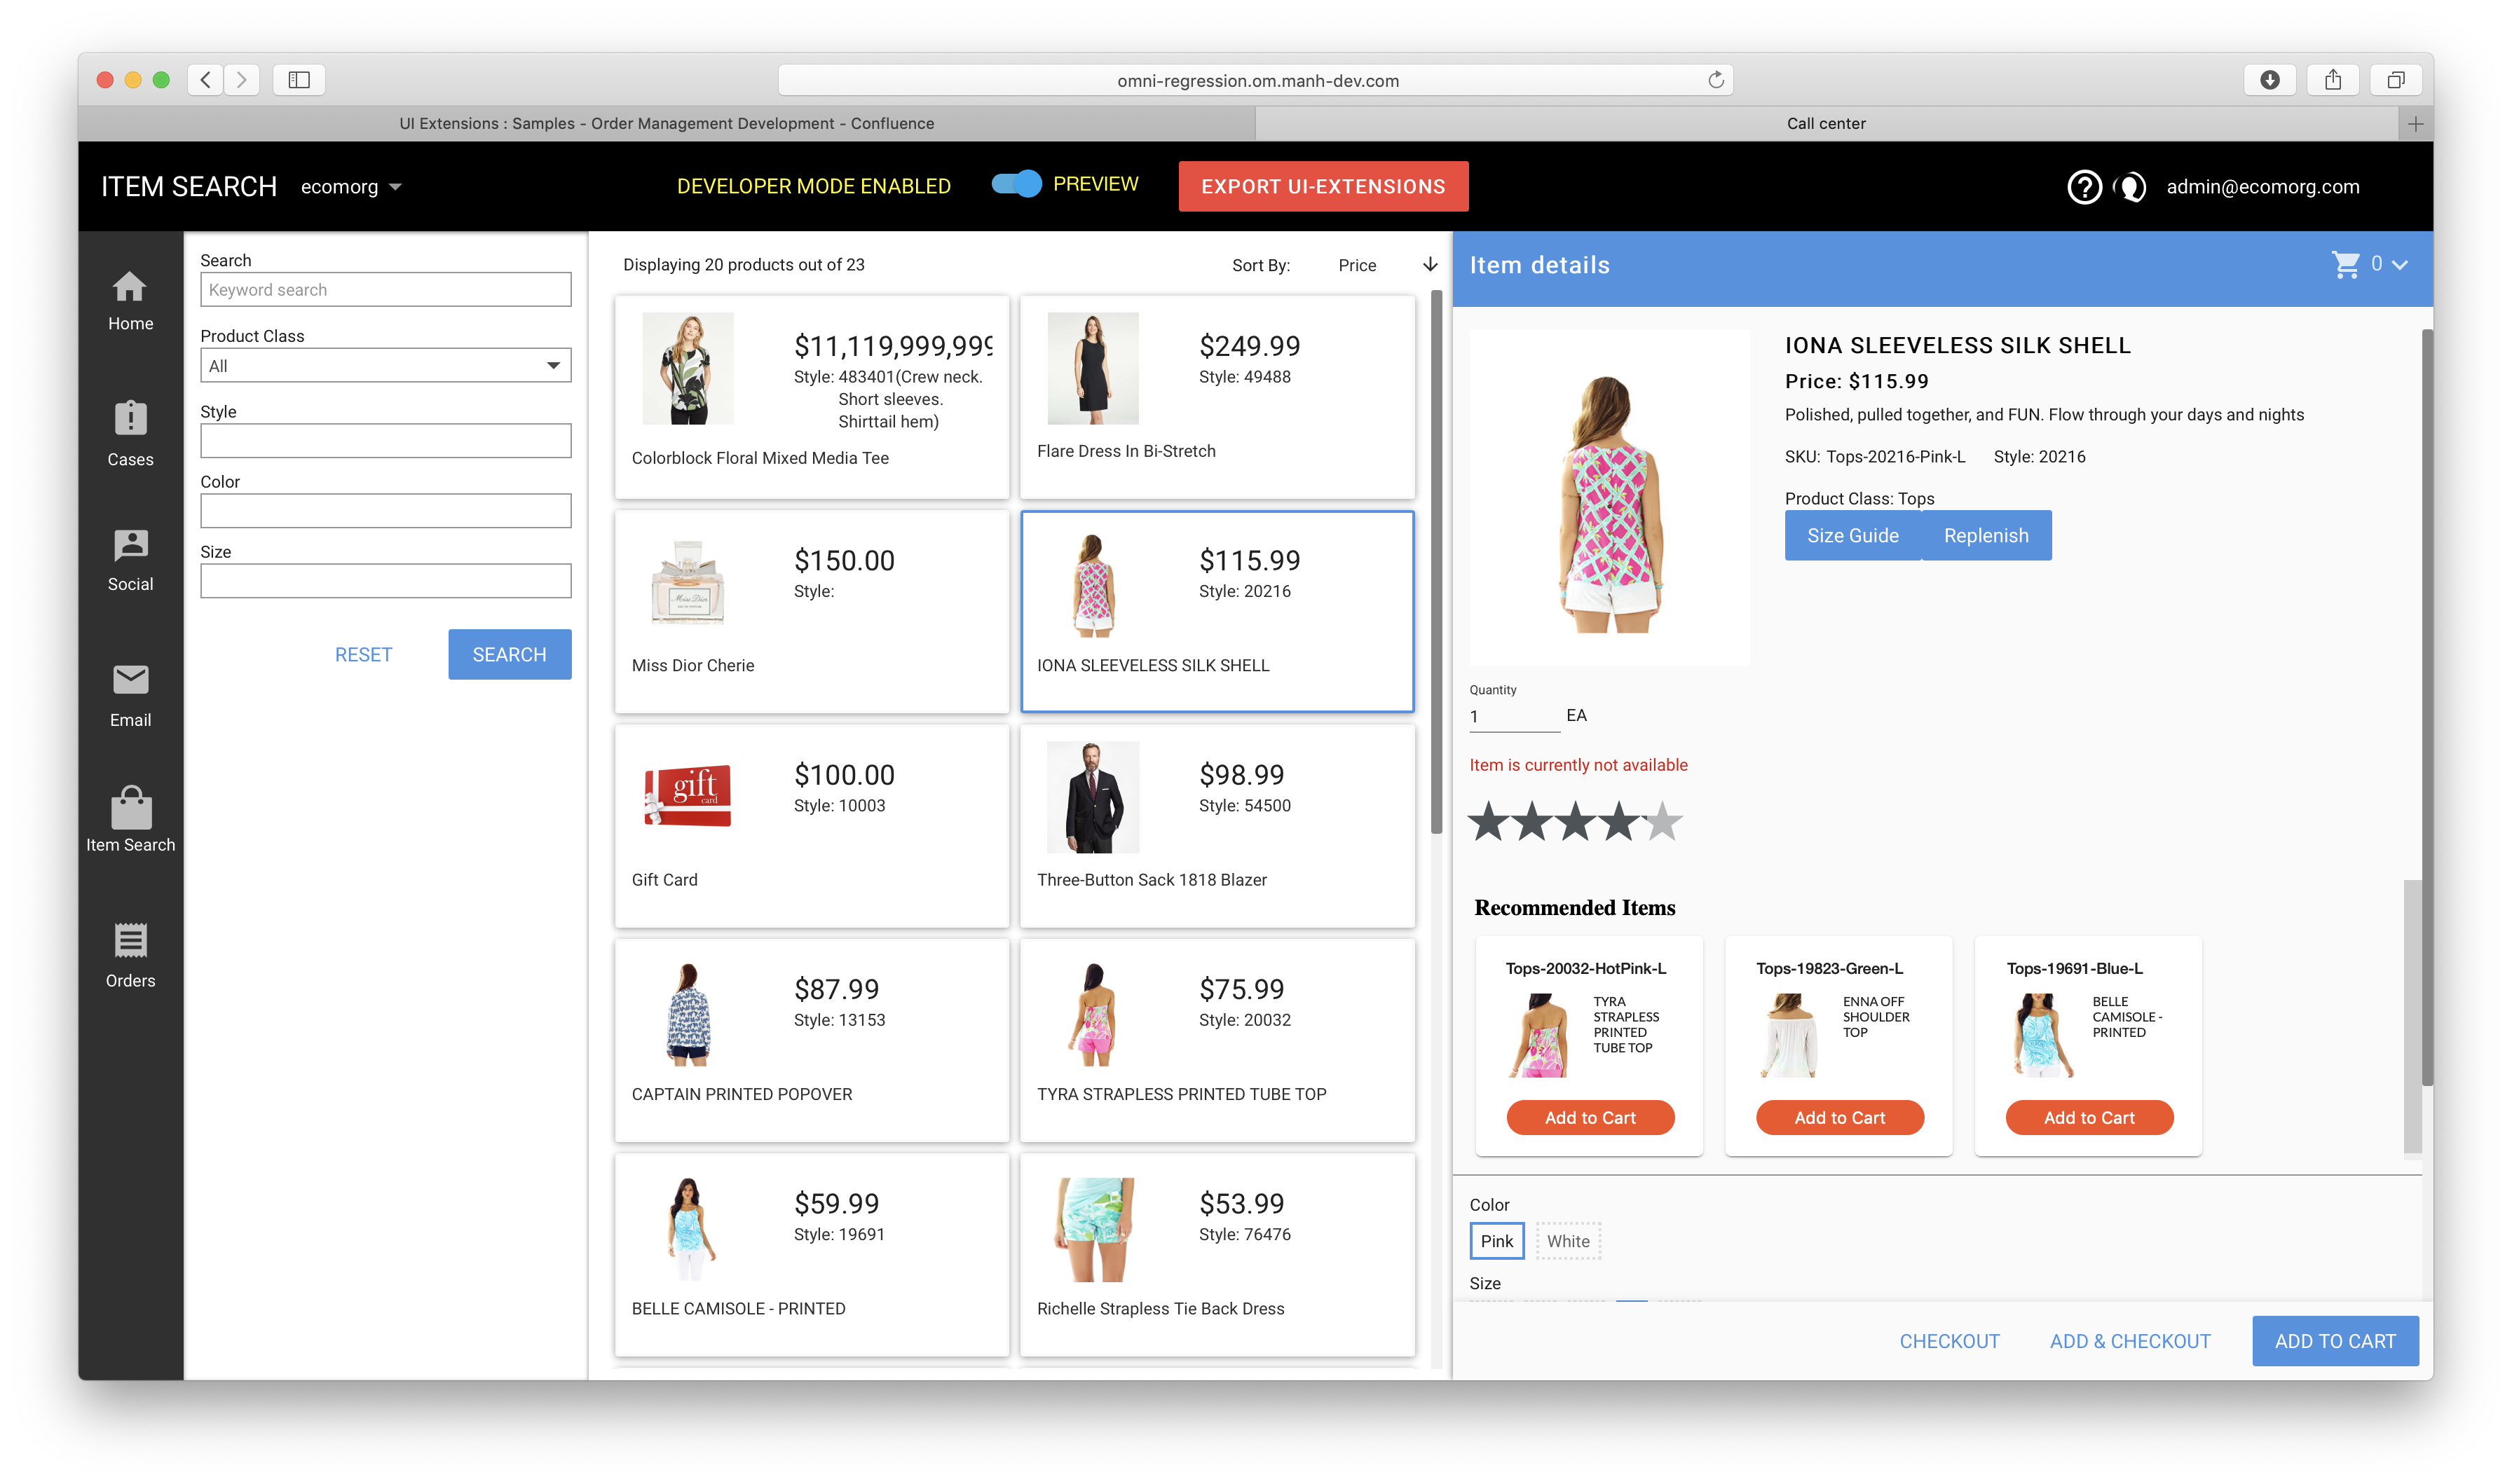 omni-regression.om.manh-dev.com
UI Extensions : Samples - Order Management Development - Confluence
Call center
ITEM SEARCH
ecomorg
DEVELOPER MODE ENABLED
PREVIEW
EXPORT UI-EXTENSIONS
admin@ecomorg.com
Home
Cases
Social
Email
Item Search
Orders
Search
Keyword search
Product Class
All
Style
Color
Size
RESET
SEARCH
Displaying 20 products out of 23
Sort By:
Price
$11,119,999,999
Style: 483401(Crew neck.
Short sleeves.
Shirttail hem)
Colorblock Floral Mixed Media Tee
$249.99
Style: 49488
Flare Dress In Bi-Stretch
$150.00
Style:
Miss Dior
Miss Dior Cherie
$115.99
Style: 20216
IONA SLEEVELESS SILK SHELL
gift
card
$100.00
Style: 10003
Gift Card
$98.99
Style: 54500
Three-Button Sack 1818 Blazer
$87.99
Style: 13153
CAPTAIN PRINTED POPOVER
$75.99
Style: 20032
TYRA STRAPLESS PRINTED TUBE TOP
$59.99
Style: 19691
BELLE CAMISOLE - PRINTED
$53.99
Style: 76476
Richelle Strapless Tie Back Dress
Item details
0
IONA SLEEVELESS SILK SHELL
Price: $115.99
Polished, pulled together, and FUN. Flow through your days and nights
SKU: Tops-20216-Pink-L
Style: 20216
Product Class: Tops
Size Guide
Replenish
Quantity
1
EA
Item is currently not available
Recommended Items
Tops-20032-HotPink-L
TYRA
STRAPLESS
PRINTED
TUBE TOP
Add to Cart
Tops-19823-Green-L
ENNA OFF
SHOULDER
TOP
Add to Cart
Tops-19691-Blue-L
BELLE
CAMISOLE -
PRINTED
Add to Cart
Color
Pink
White
Size
CHECKOUT
ADD & CHECKOUT
ADD TO CART